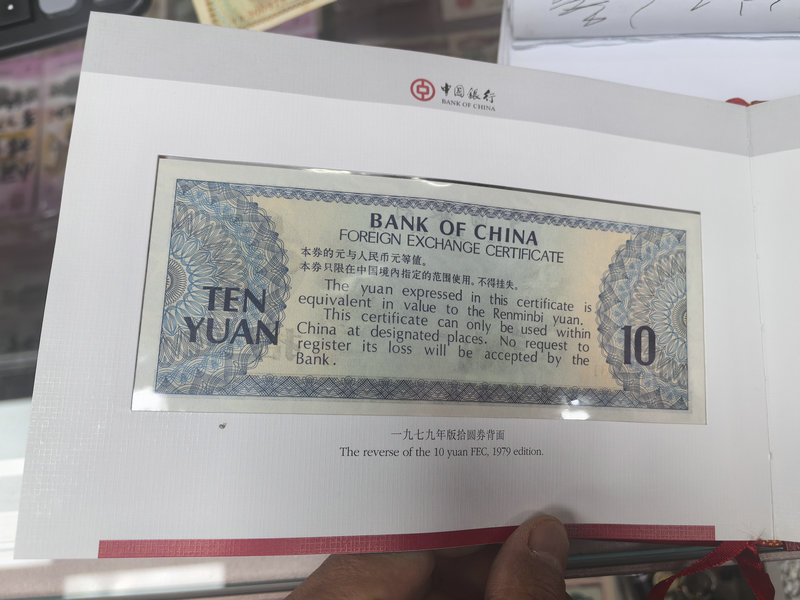 中国银行
BANK OF CHINA
BANK OF CHINA
FOREIGN EXCHANGE CERTIFICATE
本券的元与人民币元等值。
本券只限在中国境内指定的范围使用。不得挂失。
The yuan expressed in this certificate is
equivalent in value to the Renminbi yuan.
This certificate can only be used within
China at designated places. No request to
register its loss will be accepted by the
Bank.
TEN
YUAN
10
一九七九年版拾圆券背面
The reverse of the 10 yuan FEC, 1979 edition.